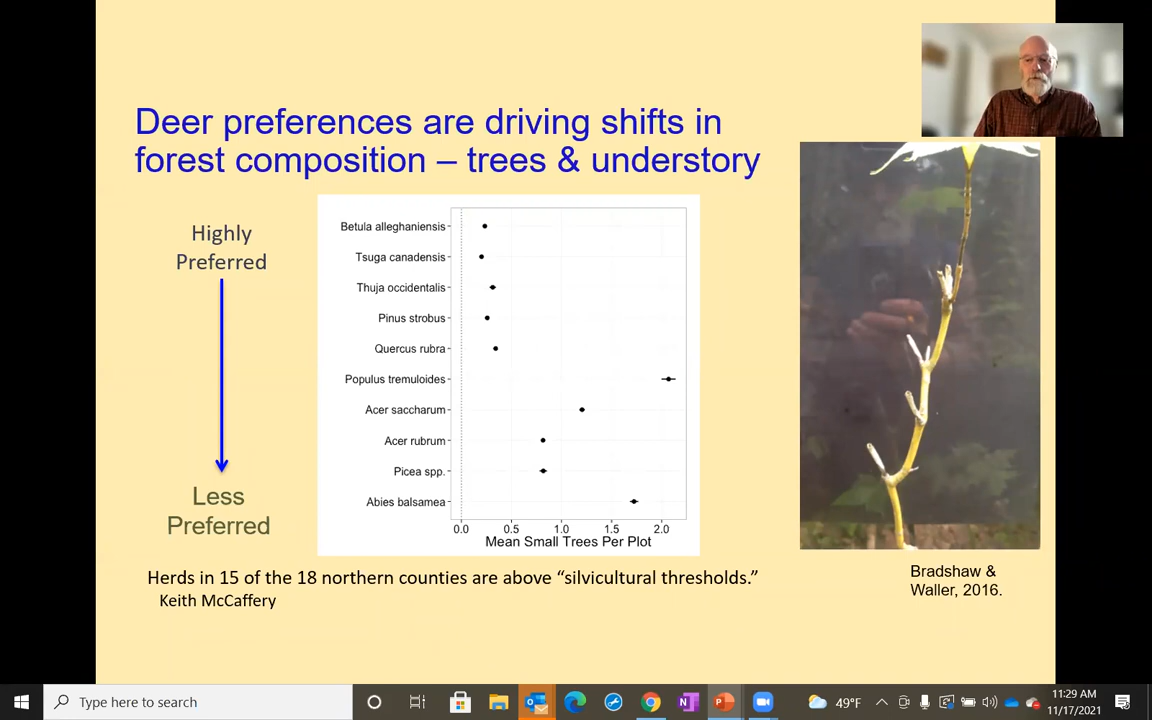 Deer preferences are driving shifts in
forest composition – trees & understory
Highly
Preferred
Less
Preferred
Betula alleghaniensis
Tsuga canadensis
Thuja occidentalis
Pinus strobus
Quercus rubra
Populus tremuloides
Acer saccharum
Acer rubrum
Picea spp.
Abies balsamea
0.0 0.5 1.0 1.5 2.0
Mean Small Trees Per Plot
Herds in 15 of the 18 northern counties are above “silvicultural thresholds.”
Keith McCaffery
Bradshaw &
Waller, 2016.
Type here to search
49°F
11:29 AM
11/17/2021